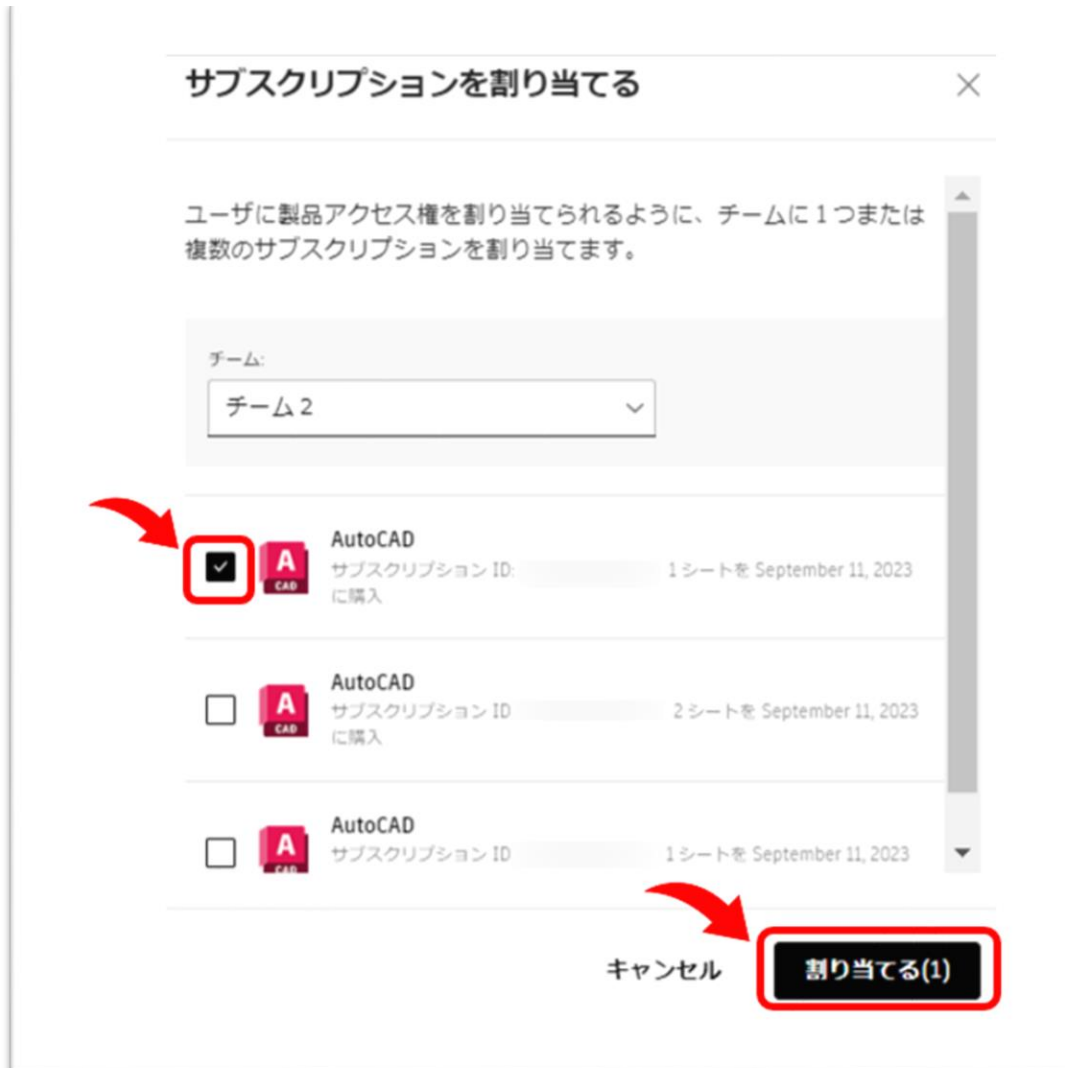 サブスクリプションを割り当てる
ユーザに製品アクセス権を割り当てられるように、チームに 1 つまたは
複数のサブスクリプションを割り当てます。
チーム:
チーム 2
AutoCAD
サブスクリプション ID: 1 シートを September 11, 2023
に購入
A
CAD
AutoCAD
サブスクリプション ID 2 シートを September 11, 2023
に購入
A
CAD
AutoCAD
サブスクリプション ID 1 シートを September 11, 2023
A
CAD
キャンセル 割り当てる(1)